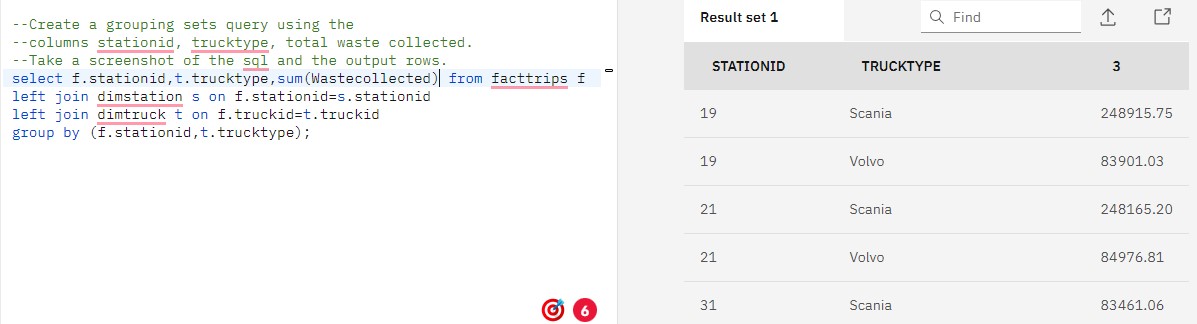 --Create a grouping sets query using the
--columns stationid, trucktype, total waste collected.
--Take a screenshot of the sql and the output rows.
select f.stationid,t.trucktype,sum(Wastecollected) from facttrips f
left join dimstation s on f.stationid=s.stationid
left join dimtruck t on f.truckid=t.truckid
group by (f.stationid,t.trucktype);
6
Result set 1
Find
STATIONID TRUCKTYPE 3
19 Scania 248915.75
19 Volvo 83901.03
21 Scania 248165.20
21 Volvo 84976.81
31 Scania 83461.06